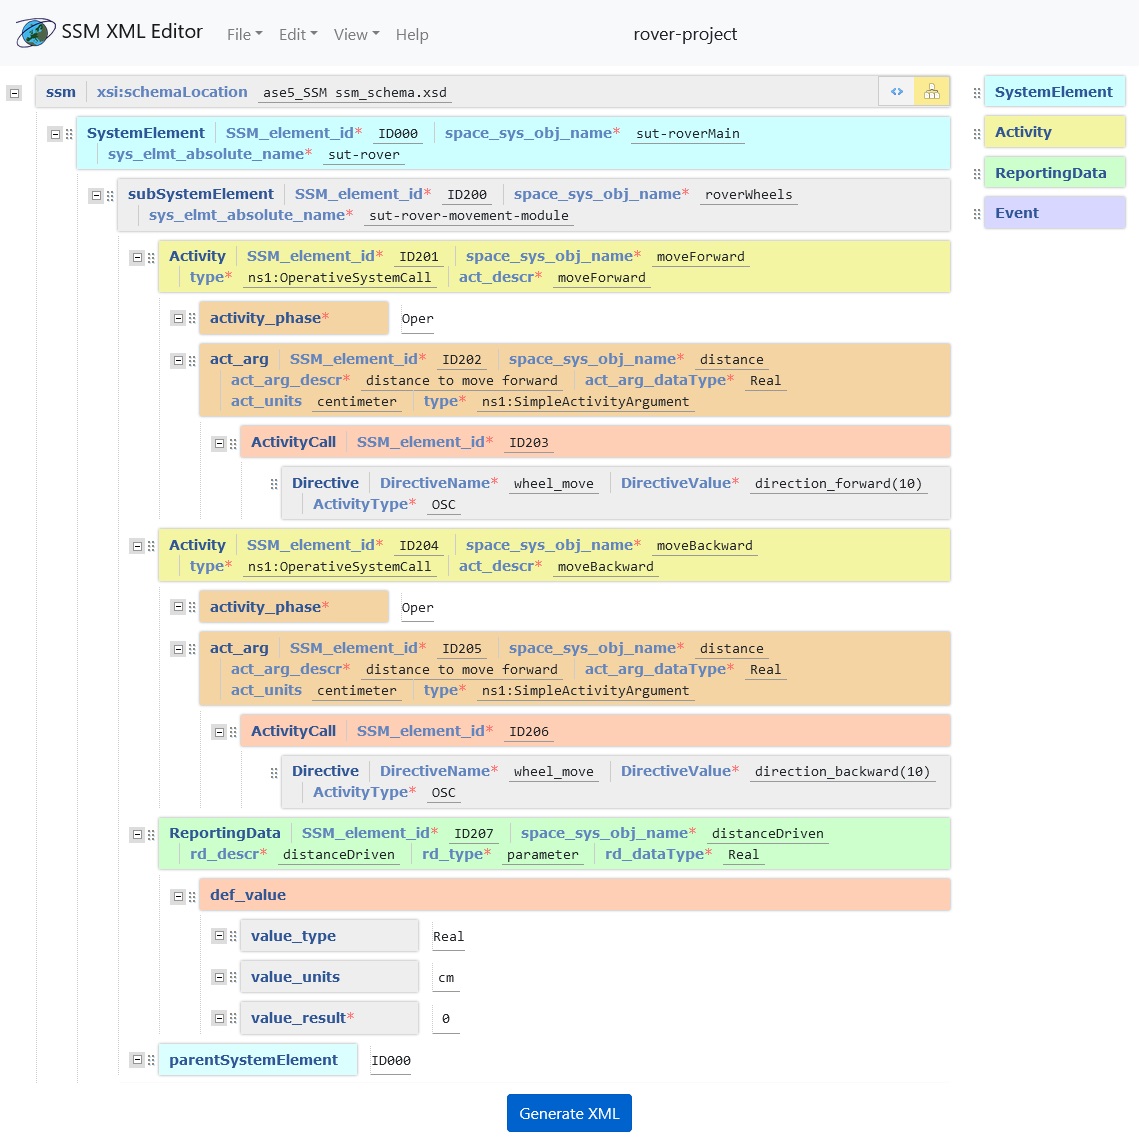 SSM XML Editor File Edit View Help rover-project
ssm xsi:schemaLocation ase5_SSM ssm_schema.xsd <>
SystemElement SSM_element_id* ID000 space_sys_obj_name* sut-roverMain
sys_elmt_absolute_name* sut-rover
subSystemElement SSM_element_id* ID200 space_sys_obj_name* roverWheels
sys_elmt_absolute_name* sut-rover-movement-module
Activity SSM_element_id* ID201 space_sys_obj_name* moveForward
type* ns1:OperativeSystemCall act_descr* moveForward
activity_phase* Oper
act_arg SSM_element_id* ID202 space_sys_obj_name* distance
act_arg_descr* distance to move forward act_arg_dataType* Real
act_units centimeter type* ns1:SimpleActivityArgument
ActivityCall SSM_element_id* ID203
Directive DirectiveName* wheel_move DirectiveValue* direction_forward(10)
ActivityType* OSC
Activity SSM_element_id* ID204 space_sys_obj_name* moveBackward
type* ns1:OperativeSystemCall act_descr* moveBackward
activity_phase* Oper
act_arg SSM_element_id* ID205 space_sys_obj_name* distance
act_arg_descr* distance to move forward act_arg_dataType* Real
act_units centimeter type* ns1:SimpleActivityArgument
ActivityCall SSM_element_id* ID206
Directive DirectiveName* wheel_move DirectiveValue* direction_backward(10)
ActivityType* OSC
ReportingData SSM_element_id* ID207 space_sys_obj_name* distanceDriven
rd_descr* distanceDriven rd_type* parameter rd_dataType* Real
def_value
value_type Real
value_units cm
value_result* 0
parentSystemElement ID000
SystemElement
Activity
ReportingData
Event
Generate XML